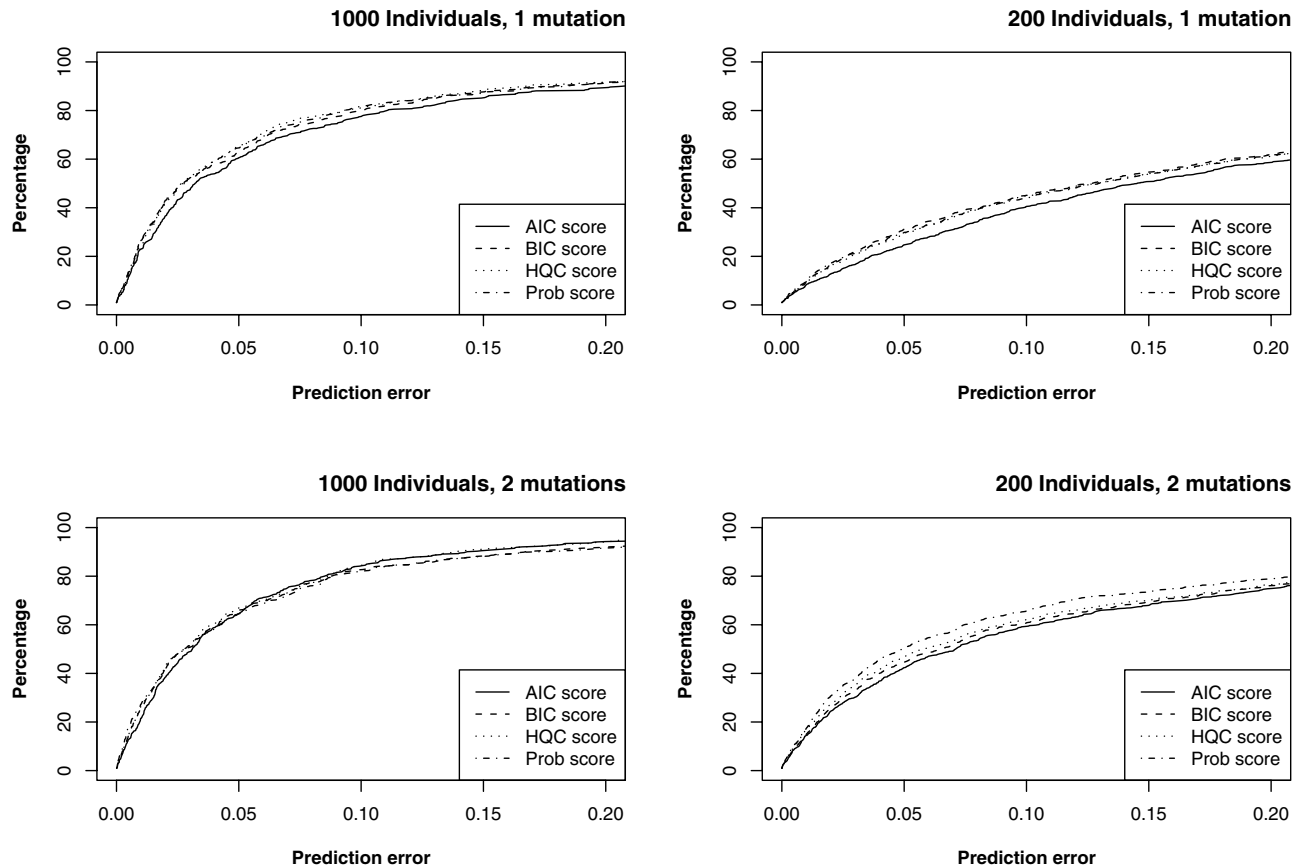 1000 Individuals, 1 mutation
Percentage
0
20
40
60
80
100
AIC score
BIC score
HQC score
Prob score
0.00
0.05
0.10
0.15
0.20
Prediction error
200 Individuals, 1 mutation
Percentage
0
20
40
60
80
100
AIC score
BIC score
HQC score
Prob score
0.00
0.05
0.10
0.15
0.20
Prediction error
1000 Individuals, 2 mutations
Percentage
0
20
40
60
80
100
AIC score
BIC score
HQC score
Prob score
0.00
0.05
0.10
0.15
0.20
Prediction error
200 Individuals, 2 mutations
Percentage
0
20
40
60
80
100
AIC score
BIC score
HQC score
Prob score
0.00
0.05
0.10
0.15
0.20
Prediction error